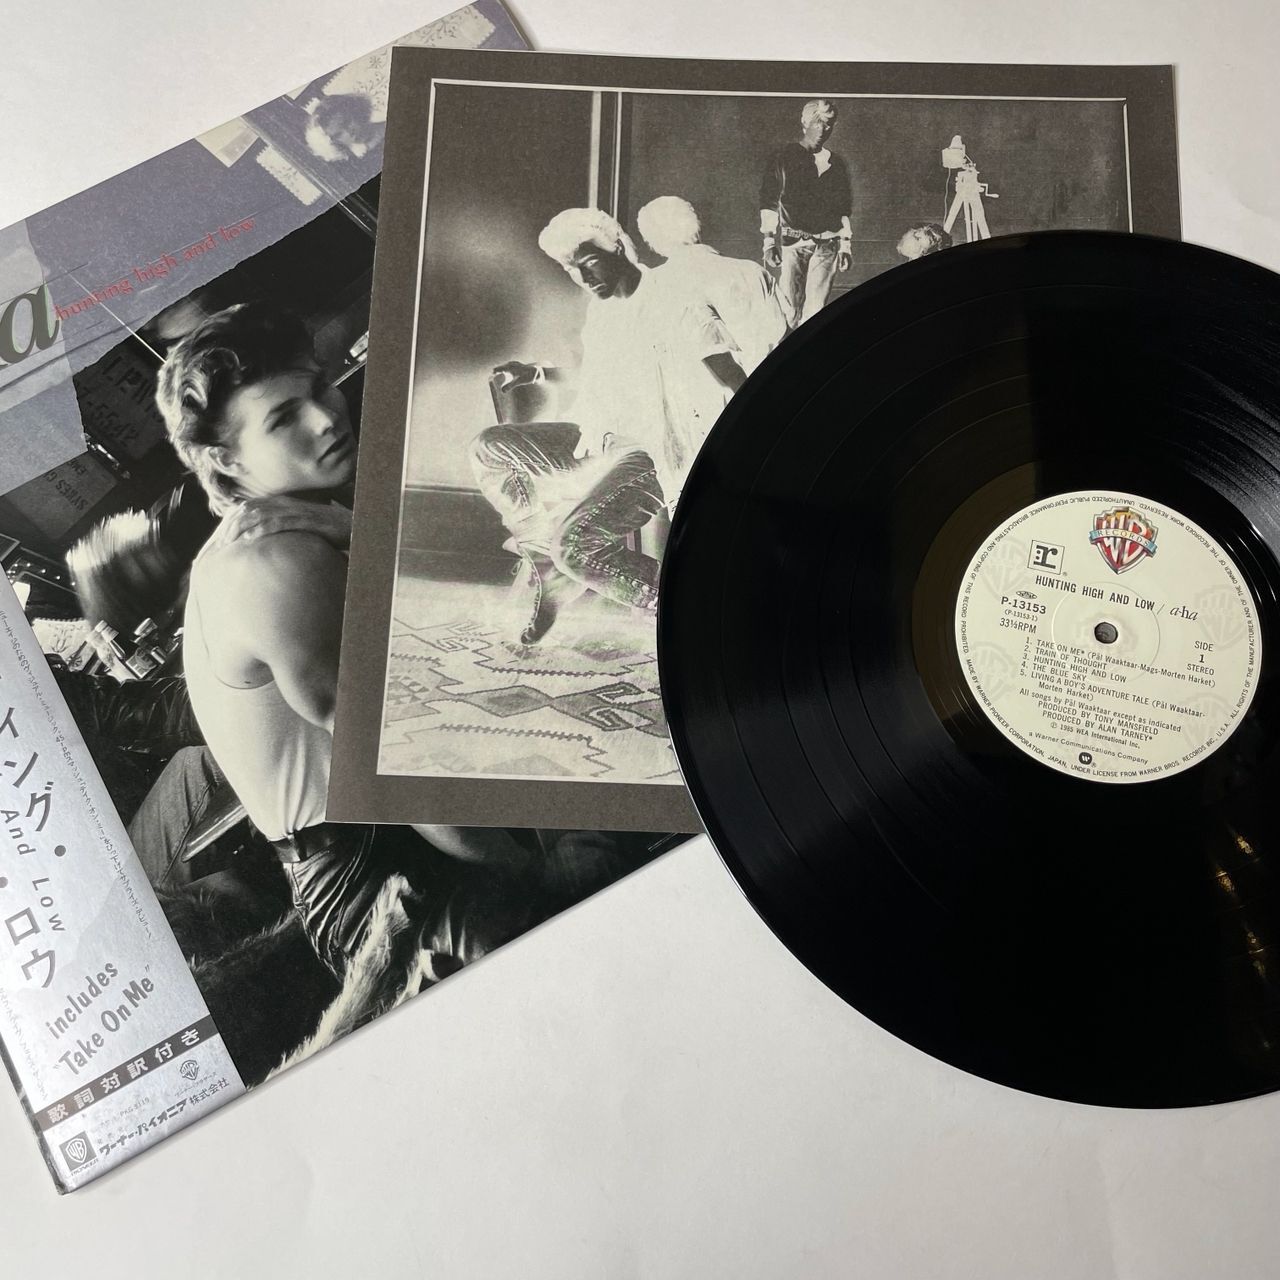 a
hunting high and low
イング・
・ロウ
And Low
includes
"Take On Me"
歌詞対訳付き
ワーナー・パイオニア株式会社
WB
PIONEER
WB
RECORDS
r
HUNTING HIGH AND LOW / a-ha
P-13153
(P-13153-1)
33⅓RPM
SIDE
1
STEREO
1. TAKE ON ME* (Pål Waaktaar-Mags-Morten Harket)
2. TRAIN OF THOUGHT
3. HUNTING HIGH AND LOW
4. THE BLUE SKY
5. LIVING A BOY'S ADVENTURE TALE (Pål Waaktaar-
Morten Harket)
All songs by Pål Waaktaar except as indicated
PRODUCED BY TONY MANSFIELD
PRODUCED BY ALAN TARNEY*
Ⓟ 1985 WEA International Inc.
A Warner Communications Company
MADE BY WARNER-PIONEER CORPORATION, JAPAN, UNDER LICENSE FROM WARNER BROS. RECORDS INC., U.S.A. ALL RIGHTS OF THE MANUFACTURER AND OF THE OWNER OF THE RECORDED WORK RESERVED. UNAUTHORIZED PUBLIC PERFORMANCE, BROADCASTING AND COPYING OF THIS RECORD PROHIBITED.